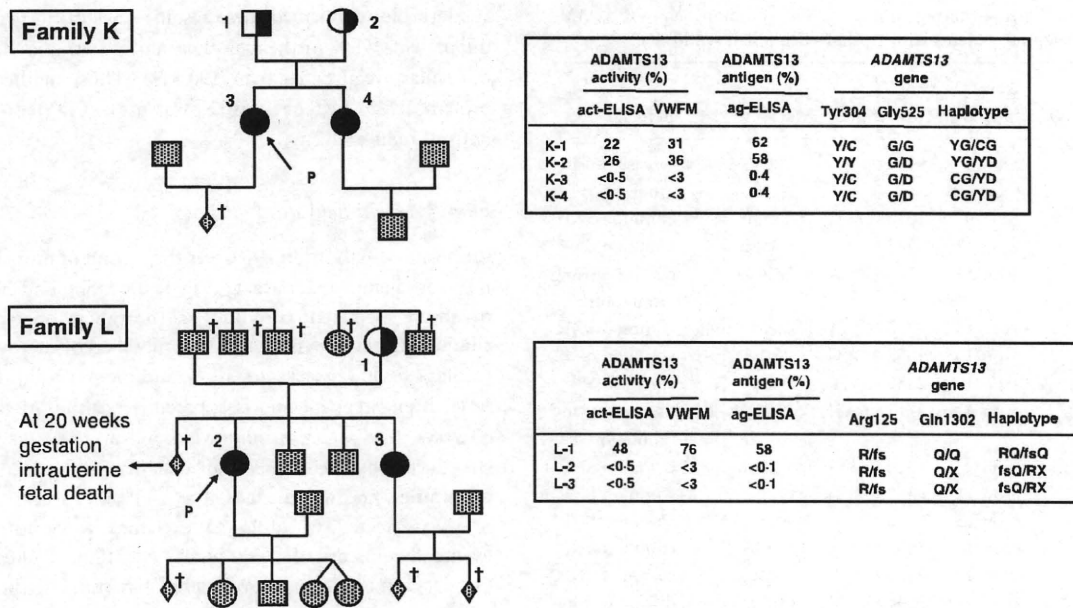 Family K
1
2
3
4
P
†
ADAMTS13 activity (%) ADAMTS13 antigen (%) ADAMTS13 gene
act-ELISA VWFM ag-ELISA Tyr304 Gly525 Haplotype
K-1 22 31 62 Y/C G/G YG/CG
K-2 26 36 58 Y/Y G/D YG/YD
K-3 <0·5 <3 0·4 Y/C G/D CG/YD
K-4 <0·5 <3 0·4 Y/C G/D CG/YD
Family L
† † † † †
1
At 20 weeks
gestation
intrauterine
fetal death
†
2
3
P
† † †
ADAMTS13 activity (%) ADAMTS13 antigen (%) ADAMTS13 gene
act-ELISA VWFM ag-ELISA Arg125 Gln1302 Haplotype
L-1 48 76 58 R/fs Q/Q RQ/fsQ
L-2 <0·5 <3 <0·1 R/fs Q/X fsQ/RX
L-3 <0·5 <3 <0·1 R/fs Q/X fsQ/RX